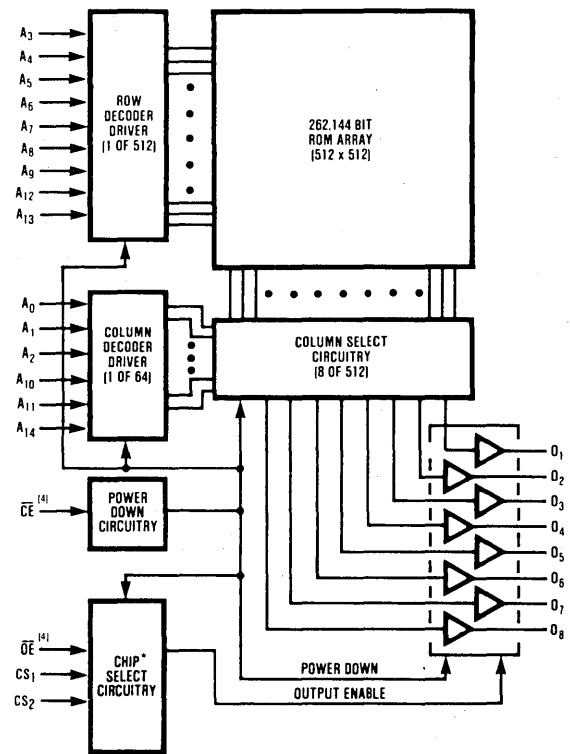 A3
A4
A5
A6
A7
A8
A9
A12
A13
ROW
DECODER
DRIVER
(1 OF 512)
262.144 BIT
ROM ARRAY
(512 x 512)
A0
A1
A2
A10
A11
A14
COLUMN
DECODER
DRIVER
(1 OF 64)
COLUMN SELECT
CIRCUITRY
(8 OF 512)
O1
O2
O3
O4
O5
O6
O7
O8
CE [4]
POWER
DOWN
CIRCUITRY
OE [4]
CS1
CS2
CHIP*
SELECT
CIRCUITRY
POWER DOWN
OUTPUT ENABLE